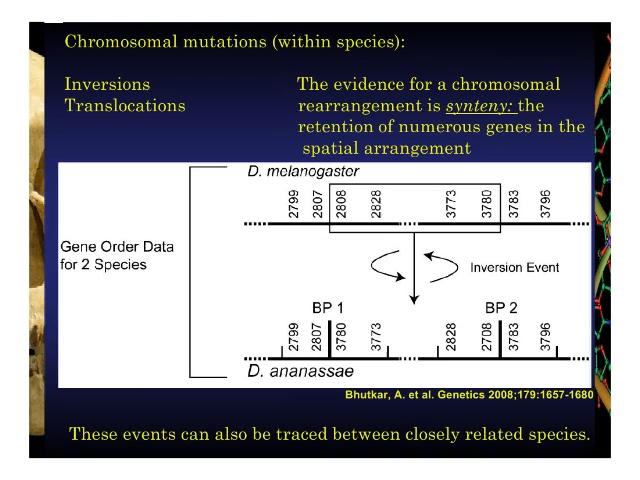 Chromosomal mutations (within species):
Inversions
Translocations
The evidence for a chromosomal
rearrangement is synteny: the
retention of numerous genes in the
spatial arrangement
D. melanogaster
2799 2807 2808 2828 3773 3780 3783 3796
Gene Order Data
for 2 Species
Inversion Event
BP 1 BP 2
2799 2807 3780 3773 2828 2708 3783 3796
D. ananassae
Bhutkar, A. et al. Genetics 2008;179:1657-1680
These events can also be traced between closely related species.